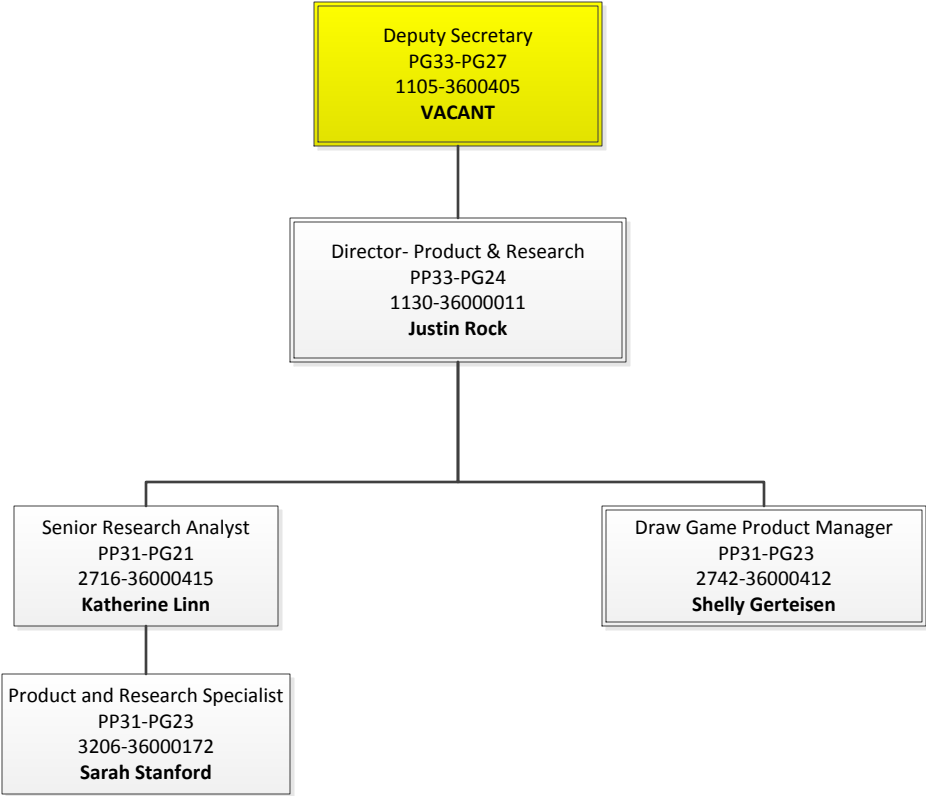 Deputy Secretary
PG33-PG27
1105-3600405
VACANT
Director- Product & Research
PP33-PG24
1130-36000011
Justin Rock
Senior Research Analyst
PP31-PG21
2716-36000415
Katherine Linn
Draw Game Product Manager
PP31-PG23
2742-36000412
Shelly Gerteisen
Product and Research Specialist
PP31-PG23
3206-36000172
Sarah Stanford